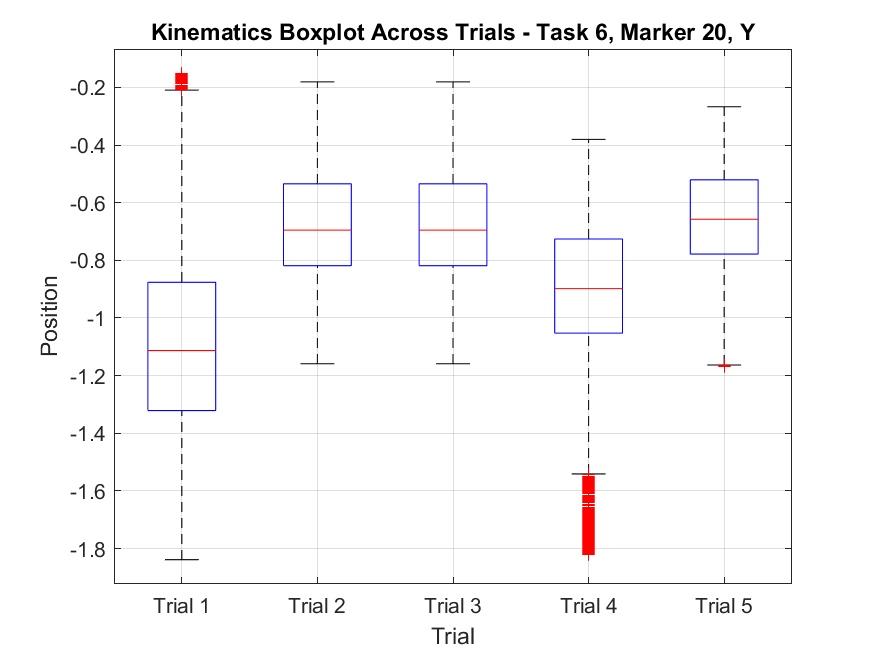 Kinematics Boxplot Across Trials - Task 6, Marker 20, Y
-0.2
-0.4
-0.6
-0.8
-1
-1.2
-1.4
-1.6
-1.8
Position
Trial 1 Trial 2 Trial 3 Trial 4 Trial 5
Trial